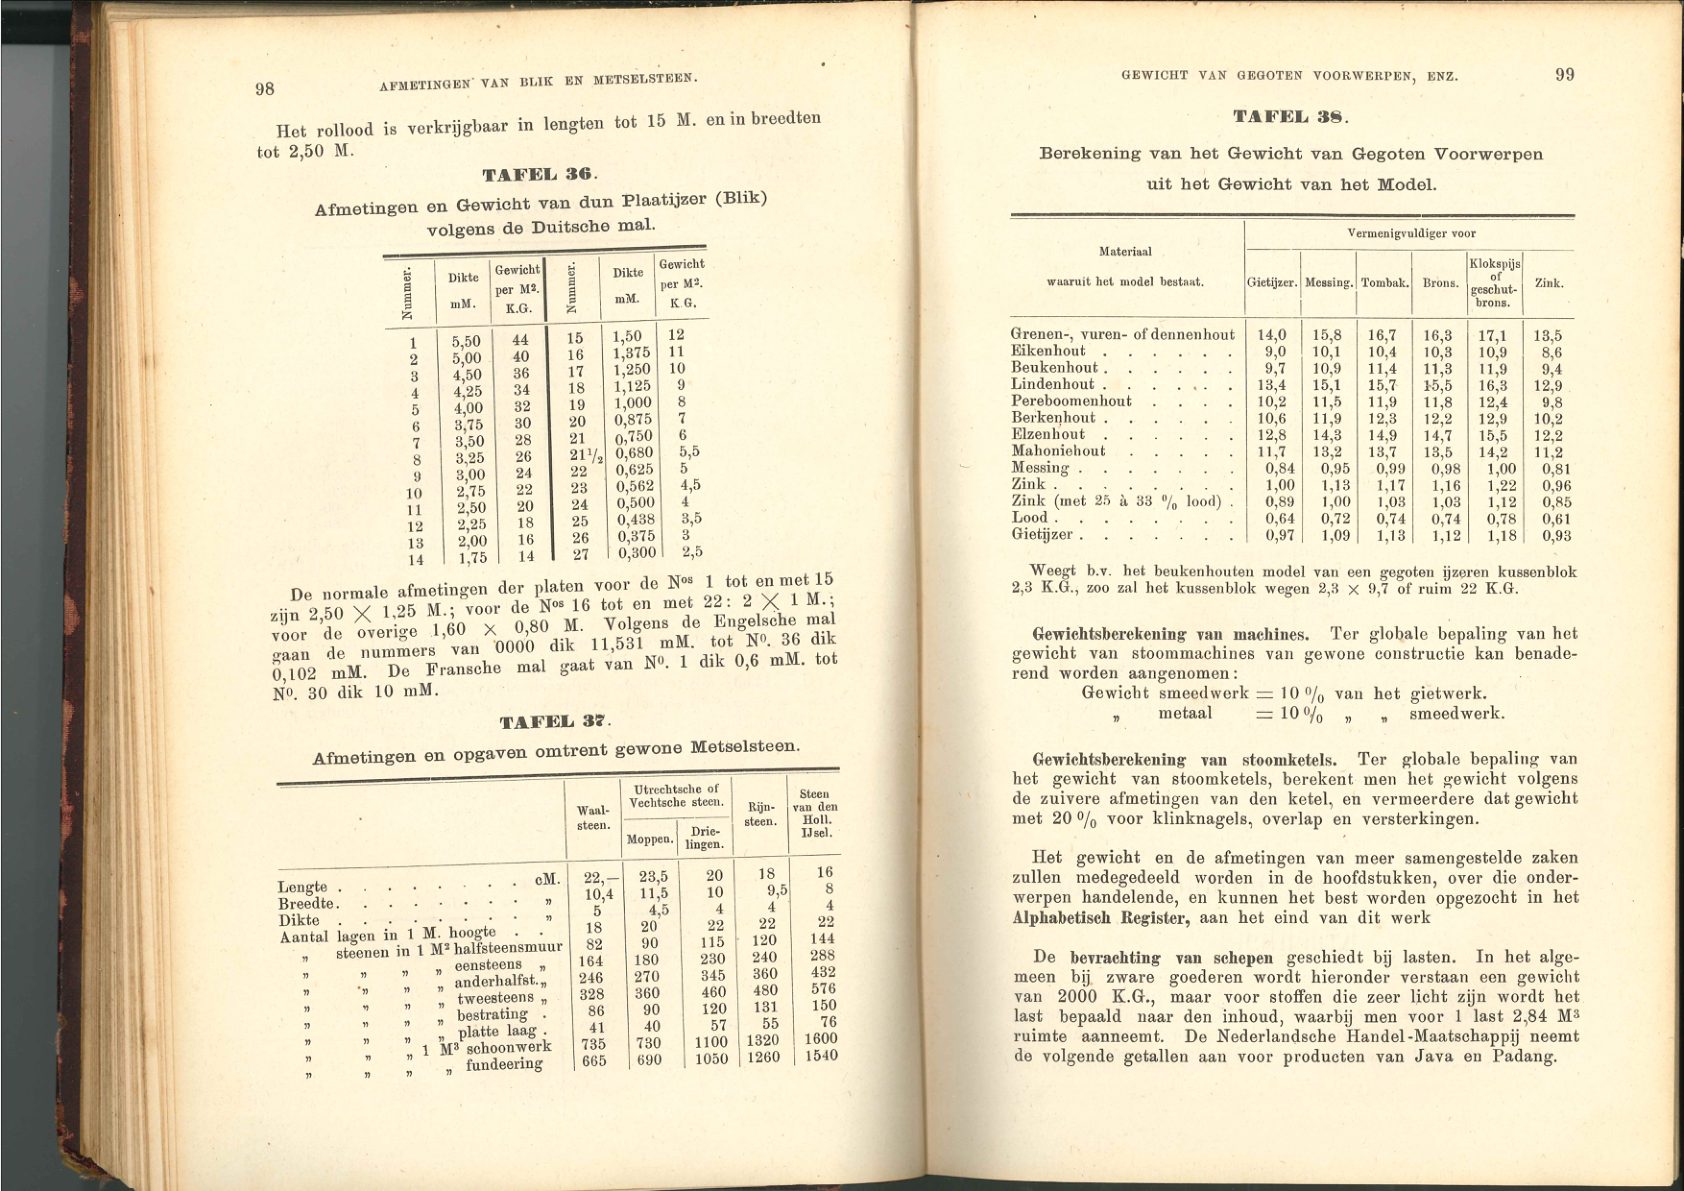 98 AFMETINGEN VAN BLIK EN METSELSTEEN.
Het rollood is verkrijgbaar in lengten tot 15 M. en in breedten
tot 2,50 M.
TAFEL 36.
Afmetingen en Gewicht van dun Plaatijzer (Blik)
volgens de Duitsche mal.
Nummer. Dikte mM. Gewicht per M². K.G. Nummer. Dikte mM. Gewicht per M². K.G.
1 5,50 44 15 1,50 12
2 5,00 40 16 1,375 11
3 4,50 36 17 1,250 10
4 4,25 34 18 1,125 9
5 4,00 32 19 1,000 8
6 3,75 30 20 0,875 7
7 3,50 28 21 0,750 6
8 3,25 26 21½ 0,680 5,5
9 3,00 24 22 0,625 5
10 2,75 22 23 0,562 4,5
11 2,50 20 24 0,500 4
12 2,25 18 25 0,438 3,5
13 2,00 16 26 0,375 3
14 1,75 14 27 0,300 2,5
De normale afmetingen der platen voor de Nos 1 tot en met 15
zijn 2,50 × 1,25 M.; voor de Nos 16 tot en met 22: 2 × 1 M.;
voor de overige 1,60 × 0,80 M. Volgens de Engelsche mal
gaan de nummers van 0000 dik 11,531 mM. tot No. 36 dik
0,102 mM. De Fransche mal gaat van No. 1 dik 0,6 mM. tot
No. 30 dik 10 mM.
TAFEL 37.
Afmetingen en opgaven omtrent gewone Metselsteen.
Waalsteen. Utrechtsche of Vechtsche steen. Moppen. Drielingen. Rijnsteen. Steen van den Holl. IJsel.
Lengte . . . . . . . . cM. 22,— 23,5 20 18 16
Breedte . . . . . . . . „ 10,4 11,5 10 9,5 8
Dikte . . . . . . . . „ 5 4,5 4 4 4
Aantal lagen in 1 M. hoogte . . 18 20 22 22 22
„ steenen in 1 M² halfsteensmuur 82 90 115 120 144
„ „ „ „ eensteens „ 164 180 230 240 288
„ „ „ „ anderhalfst. „ 246 270 345 360 432
„ „ „ „ tweesteens „ 328 360 460 480 576
„ „ „ „ bestrating . 86 90 120 131 150
„ „ „ „ platte laag . 41 40 57 55 76
„ „ „ 1 M³ schoonwerk 735 730 1100 1320 1600
„ „ „ „ fundeering 665 690 1050 1260 1540
GEWICHT VAN GEGOTEN VOORWERPEN, ENZ. 99
TAFEL 38.
Berekening van het Gewicht van Gegoten Voorwerpen
uit het Gewicht van het Model.
Materiaal waaruit het model bestaat. Vermenigvuldiger voor
Gietijzer. Messing. Tombak. Brons. Klokspijs of geschutbrons. Zink.
Grenen-, vuren- of dennenhout 14,0 15,8 16,7 16,3 17,1 13,5
Eikenhout . . . . . . 9,0 10,1 10,4 10,3 10,9 8,6
Beukenhout . . . . . . 9,7 10,9 11,4 11,3 11,9 9,4
Lindenhout . . . . . . 13,4 15,1 15,7 15,5 16,3 12,9
Pereboomenhout . . . . 10,2 11,5 11,9 11,8 12,4 9,8
Berkenhout . . . . . . 10,6 11,9 12,3 12,2 12,9 10,2
Elzenhout . . . . . . 12,8 14,3 14,9 14,7 15,5 12,2
Mahoniehout . . . . . 11,7 13,2 13,7 13,5 14,2 11,2
Messing . . . . . . . 0,84 0,95 0,99 0,98 1,00 0,81
Zink . . . . . . . . 1,00 1,13 1,17 1,16 1,22 0,96
Zink (met 25 à 33 % lood) . 0,89 1,00 1,03 1,03 1,12 0,85
Lood . . . . . . . . 0,64 0,72 0,74 0,74 0,78 0,61
Gietijzer . . . . . . . 0,97 1,09 1,13 1,12 1,18 0,93
Weegt b.v. het beukenhouten model van een gegoten ijzeren kussenblok
2,3 K.G., zoo zal het kussenblok wegen 2,3 × 9,7 of ruim 22 K.G.
Gewichtsberekening van machines. Ter globale bepaling van het
gewicht van stoommachines van gewone constructie kan benade-
rend worden aangenomen:
Gewicht smeedwerk = 10 % van het gietwerk.
„ metaal = 10 % „ „ smeedwerk.
Gewichtsberekening van stoomketels. Ter globale bepaling van
het gewicht van stoomketels, berekent men het gewicht volgens
de zuivere afmetingen van den ketel, en vermeerdere dat gewicht
met 20 % voor klinknagels, overlap en versterkingen.
Het gewicht en de afmetingen van meer samengestelde zaken
zullen medegedeeld worden in de hoofdstukken, over die onder-
werpen handelende, en kunnen het best worden opgezocht in het
Alphabetisch Register, aan het eind van dit werk
De bevrachting van schepen geschiedt bij lasten. In het alge-
meen bij zware goederen wordt hieronder verstaan een gewicht
van 2000 K.G., maar voor stoffen die zeer licht zijn wordt het
last bepaald naar den inhoud, waarbij men voor 1 last 2,84 M³
ruimte aanneemt. De Nederlandsche Handel-Maatschappij neemt
de volgende getallen aan voor producten van Java en Padang.